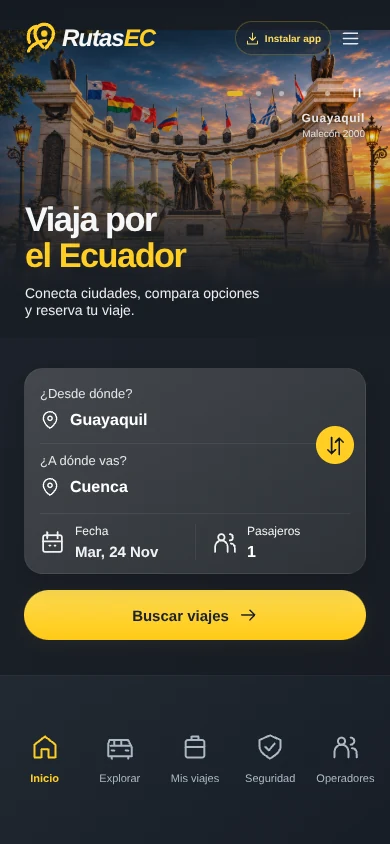 RutasEC
Instalar app
Guayaquil
Malecón 2000
Viaja por
el Ecuador
Conecta ciudades, compara opciones
y reserva tu viaje.
¿Desde dónde?
Guayaquil
¿A dónde vas?
Cuenca
Fecha
Mar, 24 Nov
Pasajeros
1
Buscar viajes
Inicio
Explorar
Mis viajes
Seguridad
Operadores